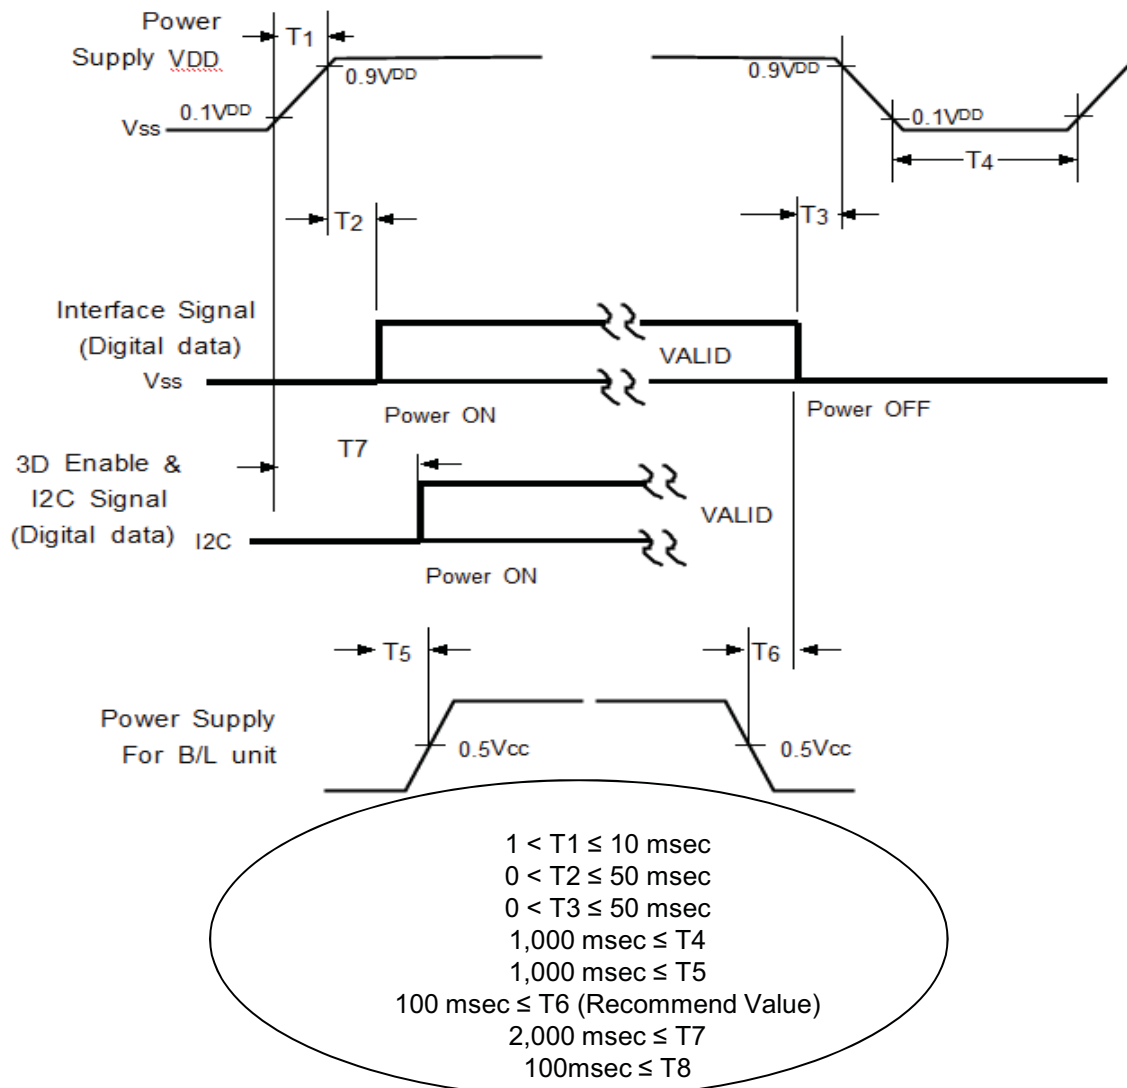 Power
Supply VDD
T1
0.9VDD
0.9VDD
0.1VDD
0.1VDD
Vss
T4
T2
T3
Interface Signal
(Digital data)
Vss
VALID
Power ON
Power OFF
T7
3D Enable &
I2C Signal
(Digital data)
I2C
VALID
Power ON
T5
T6
Power Supply
For B/L unit
0.5Vcc
0.5Vcc
1 < T1 ≤ 10 msec
0 < T2 ≤ 50 msec
0 < T3 ≤ 50 msec
1,000 msec ≤ T4
1,000 msec ≤ T5
100 msec ≤ T6 (Recommend Value)
2,000 msec ≤ T7
100msec ≤ T8